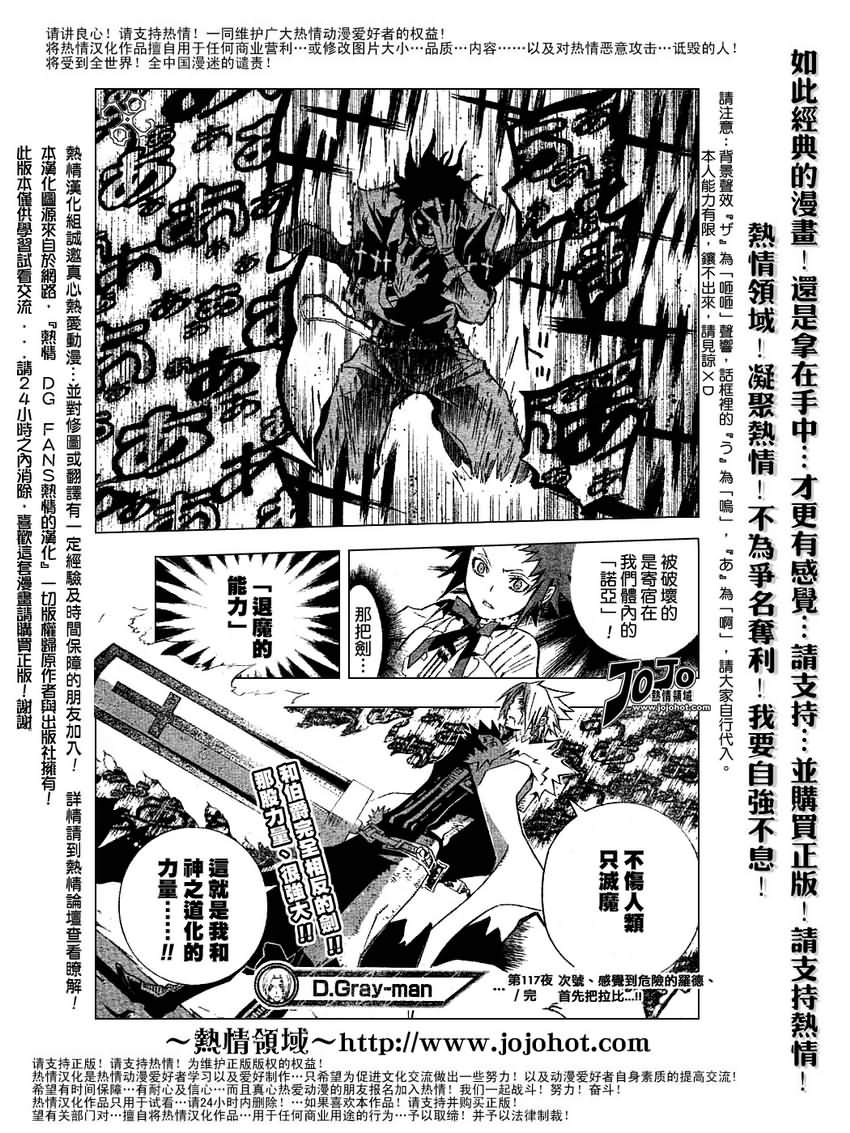 请讲良心！请支持热情！一同维护广大热情动漫爱好者的权益！
将热情汉化作品擅自用于任何商业营利…或修改图片大小…品质…内容……以及对热情恶意攻击…诋毁的人！
将受到全世界！全中国漫迷的谴责！
如此經典的漫畫！還是拿在手中…才更有感覺…請支持…並購買正版！請支持熱情！
熱情領域！凝聚熱情！不為爭名奪利！我要自強不息！
請注意：背景聲效『ザ』為「咂咂」聲響，話框裡的『う』為「嗚」，『あ』為「啊」，請大家自行代入。
本人能力有限，鑲不出來，請見諒XD
熱情漢化組誠邀真心熱愛動漫…並對修圖或翻譯有一定經驗及時間保障的朋友加入！ 詳情請到熱情論壇查看瞭解！
本漢化圖源來自於網路，『熱情 DG FANS熱情的漢化』一切版權歸原作者與出版社擁有！
此版本僅供學習試看交流...請24小時之內消除，喜歡這套漫畫請購買正版！謝謝
被破壞的
是寄宿在
我們體內的
「諾亞」！
那把劍…
「退魔的
能力」
JOJO
熱情領域
www.jojohot.com
和伯爵完全相反的劍!!
那股力量、很強大!!
不傷人類
只滅魔
這就是我和
神之道化的
力量……!!
D.Gray-man
第117夜
… / 完
次號、感覺到危險的羅德、
首先把拉比…!!
～熱情領域～http://www.jojohot.com
请支持正版！请支持热情！为维护正版版权的权益！
热情汉化是热情动漫爱好者学习以及爱好制作…只希望为促进文化交流做出一些努力！以及动漫爱好者自身素质的提高交流！
希望有时间保障…有耐心及信心…而且真心热爱动漫的朋友报名加入热情！我们一起战斗！努力！奋斗！
热情汉化作品只用于试看…请24小时内删除！…如果喜欢本作品！请支持并购买正版！
望有关部门对…擅自将热情汉化作品…用于任何商业用途的行为…予以取缔！并予以法律制裁！